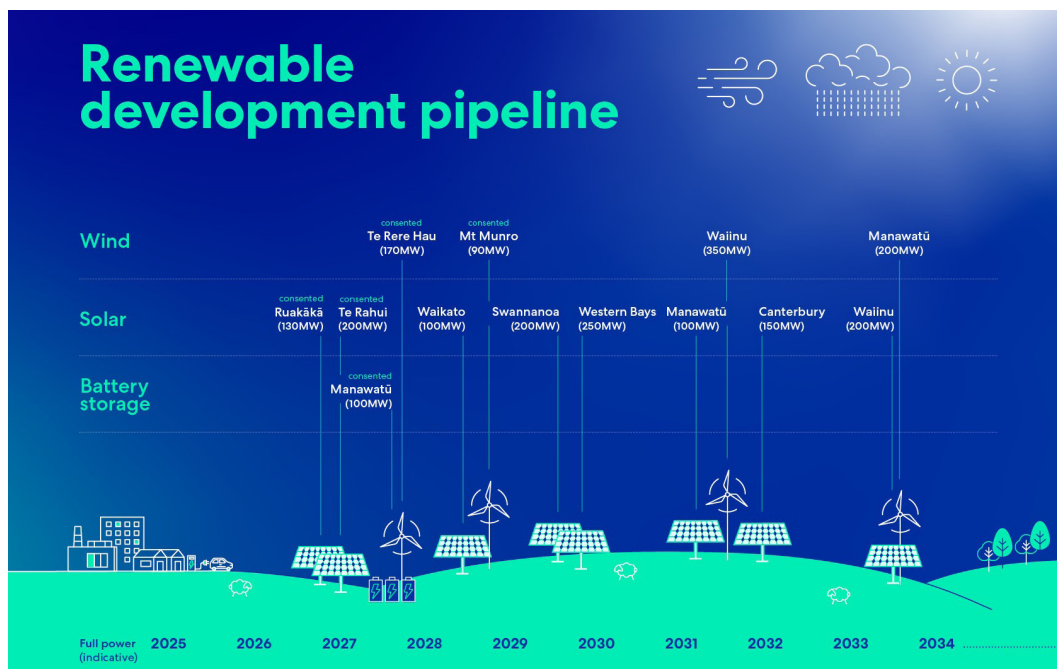 Renewable
development pipeline
Wind
consented
Te Rere Hau
(170MW)
consented
Mt Munro
(90MW)
Waiinu
(350MW)
Manawatū
(200MW)
Solar
consented
Ruakākā
(130MW)
consented
Te Rahui
(200MW)
Waikato
(100MW)
Swannanoa
(200MW)
Western Bays
(250MW)
Manawatū
(100MW)
Canterbury
(150MW)
Waiinu
(200MW)
Battery
storage
consented
Manawatū
(100MW)
Full power
(indicative)
2025 2026 2027 2028 2029 2030 2031 2032 2033 2034